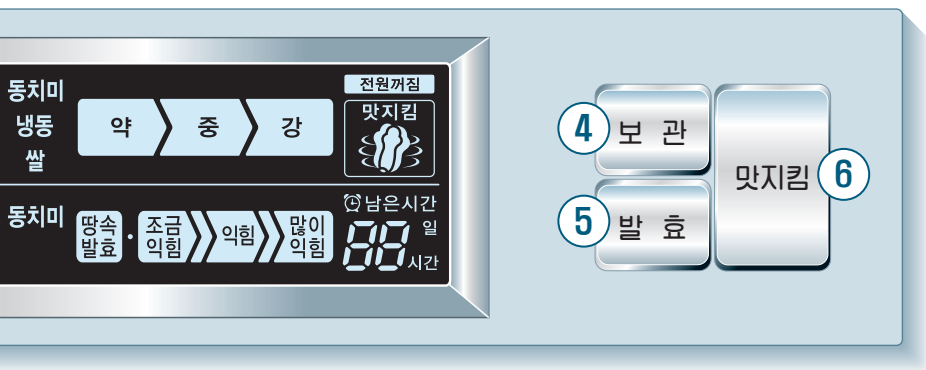 동치미
냉동
쌀
약 중 강
전원꺼짐
맛지킴
동치미
땅속
발효
·
조금
익힘
익힘
많이
익힘
남은시간
88
일
시간
④ 보 관
⑤ 발 효
맛지킴 ⑥